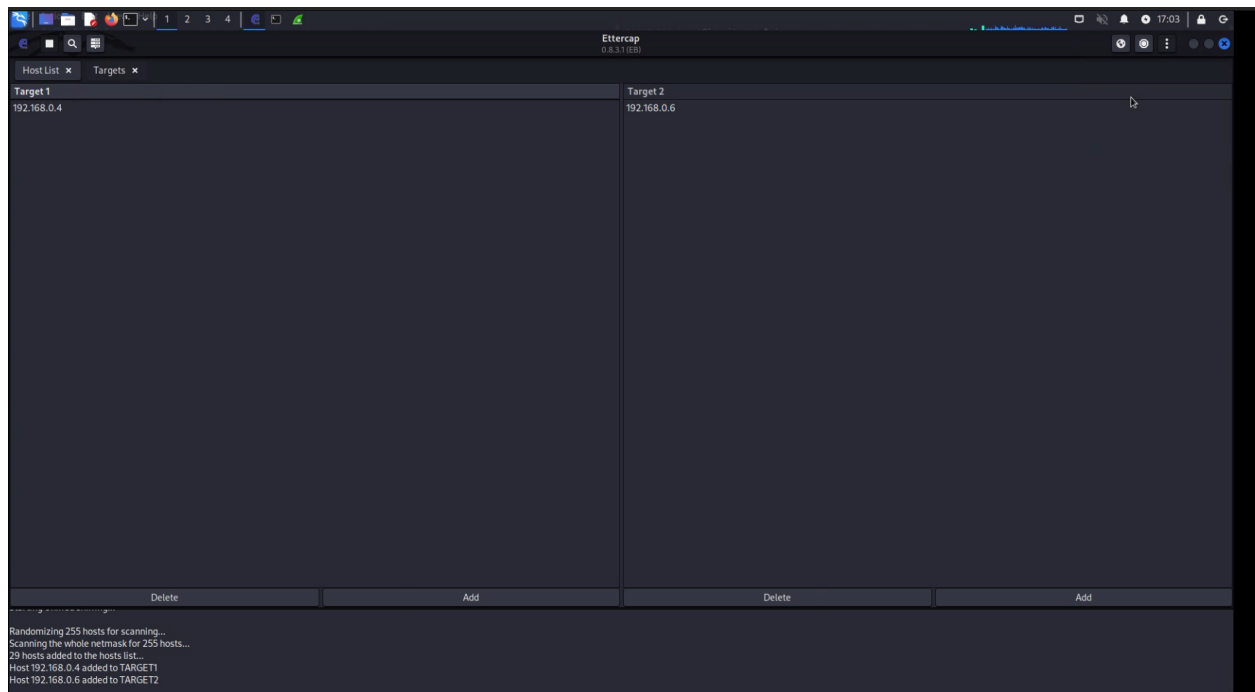 1 2 3 4
17:03
Ettercap
0.8.3.1 (EB)
Host List × Targets ×
Target 1 Target 2
192.168.0.4 192.168.0.6
Delete Add Delete Add
Randomizing 255 hosts for scanning...
Scanning the whole netmask for 255 hosts...
29 hosts added to the hosts list...
Host 192.168.0.4 added to TARGET1
Host 192.168.0.6 added to TARGET2